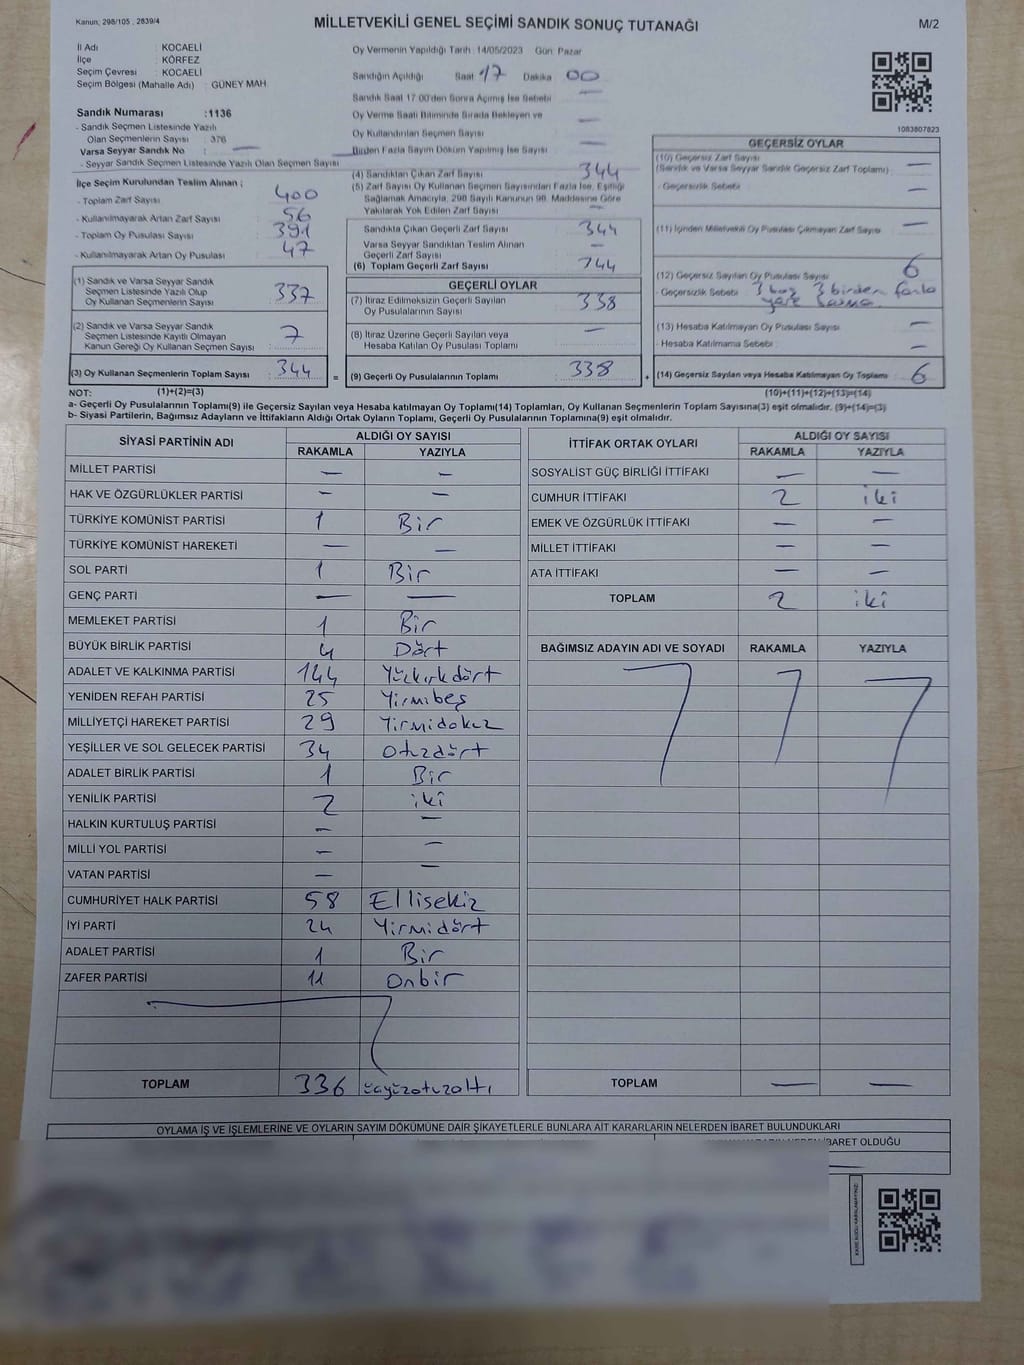 Kanun, 298/105 , 2839/4
MİLLETVEKİLİ GENEL SEÇİMİ SANDIK SONUÇ TUTANAĞI
M/2
İl Adı : KOCAELİ
İlçe : KÖRFEZ
Seçim Çevresi : KOCAELİ
Seçim Bölgesi (Mahalle Adı) : GÜNEY MAH
Sandık Numarası :1136
- Sandık Seçmen Listesinde Yazılı
Olan Seçmenlerin Sayısı : 376
Varsa Seyyar Sandık No : —
- Seyyar Sandık Seçmen Listesinde Yazılı Olan Seçmen Sayısı
Oy Vermenin Yapıldığı Tarih : 14/05/2023 Gün: Pazar
Sandığın Açıldığı Saat 17 Dakika 00
Sandık Saat 17:00'den Sonra Açılmış İse Sebebi —
Oy Verme Saati Bitiminde Sırada Bekleyen ve
Oy Kullandırılan Seçmen Sayısı —
Birden Fazla Sayım Döküm Yapılmış İse Sayısı —
1083807823
İlçe Seçim Kurulundan Teslim Alınan ;
- Toplam Zarf Sayısı : 400
- Kullanılmayarak Artan Zarf Sayısı : 56
- Toplam Oy Pusulası Sayısı : 391
- Kullanılmayarak Artan Oy Pusulası : 47
(4) Sandıktan Çıkan Zarf Sayısı : 344
(5) Zarf Sayısı Oy Kullanan Seçmen Sayısından Fazla İse, Eşitliği
Sağlamak Amacıyla, 298 Sayılı Kanunun 98. Maddesine Göre
Yakılarak Yok Edilen Zarf Sayısı —
Sandıkta Çıkan Geçerli Zarf Sayısı : 344
Varsa Seyyar Sandıktan Teslim Alınan
Geçerli Zarf Sayısı : —
(6) Toplam Geçerli Zarf Sayısı : 344
GEÇERSİZ OYLAR
(10) Geçersiz Zarf Sayısı
(Sandık ve Varsa Seyyar Sandık Geçersiz Zarf Toplamı) : —
- Geçersizlik Sebebi : —
(11) İçinden Milletvekili Oy Pusulası Çıkmayan Zarf Sayısı —
(12) Geçersiz Sayılan Oy Pusulası Sayısı : 6
- Geçersizlik Sebebi : 3 boş 3 birden fazla
yere basma
(13) Hesaba Katılmayan Oy Pusulası Sayısı : —
- Hesaba Katılmama Sebebi : —
(14) Geçersiz Sayılan veya Hesaba Katılmayan Oy Toplamı : 6
(1) Sandık ve Varsa Seyyar Sandık
Seçmen Listesinde Yazılı Olup
Oy Kullanan Seçmenlerin Sayısı : 337
(2) Sandık ve Varsa Seyyar Sandık
Seçmen Listesinde Kayıtlı Olmayan
Kanun Gereği Oy Kullanan Seçmen Sayısı : 7
(3) Oy Kullanan Seçmenlerin Toplam Sayısı : 344 =
GEÇERLİ OYLAR
(7) İtiraz Edilmeksizin Geçerli Sayılan
Oy Pusulalarının Sayısı : 338
(8) İtiraz Üzerine Geçerli Sayılan veya
Hesaba Katılan Oy Pusulası Toplamı : —
(9) Geçerli Oy Pusulalarının Toplamı : 338 +
NOT: (1)+(2)=(3) (10)+(11)+(12)+(13)=(14)
a- Geçerli Oy Pusulalarının Toplamı(9) ile Geçersiz Sayılan veya Hesaba katılmayan Oy Toplamı(14) Toplamları, Oy Kullanan Seçmenlerin Toplam Sayısına(3) eşit olmalıdır. (9)+(14)=(3)
b- Siyasi Partilerin, Bağımsız Adayların ve İttifakların Aldığı Ortak Oyların Toplamı, Geçerli Oy Pusulalarının Toplamına(9) eşit olmalıdır.
SİYASİ PARTİNİN ADI ALDIĞI OY SAYISI
RAKAMLA YAZIYLA
MİLLET PARTİSİ — —
HAK VE ÖZGÜRLÜKLER PARTİSİ — —
TÜRKİYE KOMÜNİST PARTİSİ 1 Bir
TÜRKİYE KOMÜNİST HAREKETİ — —
SOL PARTİ 1 Bir
GENÇ PARTİ — —
MEMLEKET PARTİSİ 1 Bir
BÜYÜK BİRLİK PARTİSİ 4 Dört
ADALET VE KALKINMA PARTİSİ 144 Yüzkırkdört
YENİDEN REFAH PARTİSİ 25 Yirmibeş
MİLLİYETÇİ HAREKET PARTİSİ 29 Yirmidokuz
YEŞİLLER VE SOL GELECEK PARTİSİ 34 Otuzdört
ADALET BİRLİK PARTİSİ 1 Bir
YENİLİK PARTİSİ 2 iki
HALKIN KURTULUŞ PARTİSİ — —
MİLLİ YOL PARTİSİ — —
VATAN PARTİSİ — —
CUMHURİYET HALK PARTİSİ 58 Ellisekiz
İYİ PARTİ 24 Yirmidört
ADALET PARTİSİ 1 Bir
ZAFER PARTİSİ 11 Onbir
TOPLAM 336 üçyüzotuzaltı
İTTİFAK ORTAK OYLARI ALDIĞI OY SAYISI
RAKAMLA YAZIYLA
SOSYALİST GÜÇ BİRLİĞİ İTTİFAKI — —
CUMHUR İTTİFAKI 2 iki
EMEK VE ÖZGÜRLÜK İTTİFAKI — —
MİLLET İTTİFAKI — —
ATA İTTİFAKI — —
TOPLAM 2 iki
BAĞIMSIZ ADAYIN ADI VE SOYADI RAKAMLA YAZIYLA
TOPLAM — —
OYLAMA İŞ VE İŞLEMLERİNE VE OYLARIN SAYIM DÖKÜMÜNE DAİR ŞİKAYETLERLE BUNLARA AİT KARARLARIN NELERDEN İBARET BULUNDUKLARI
İBARET OLDUĞU